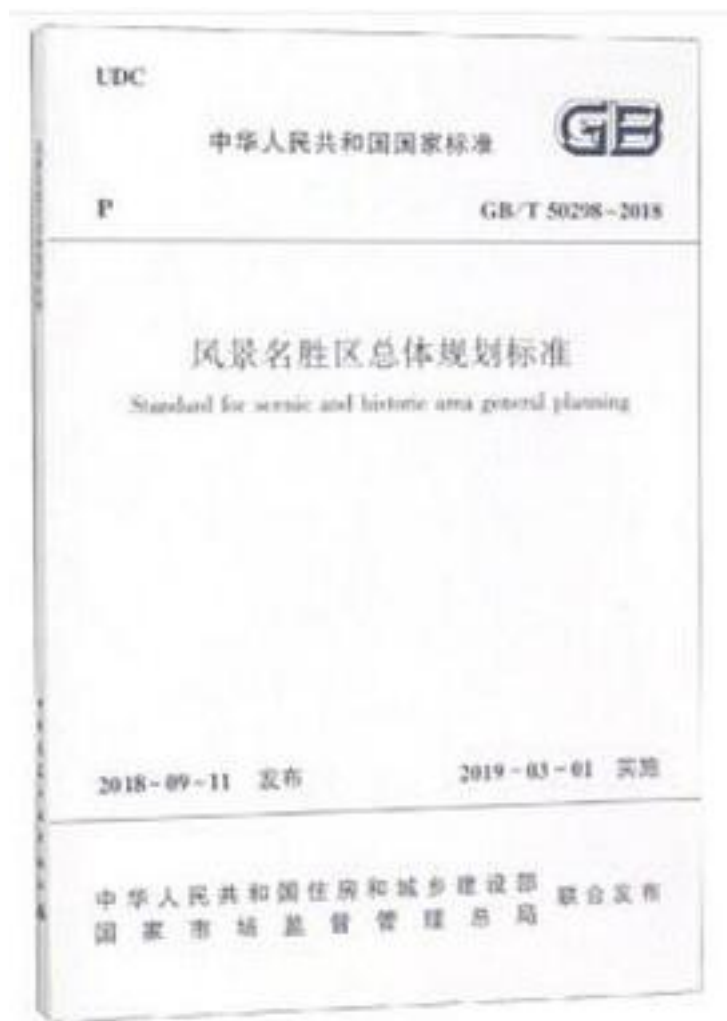 UDC
GB
中华人民共和国国家标准
P
GB/T 50298-2018
风景名胜区总体规划标准
Standard for scenic and historic area general planning
2018-09-11 发布
2019-03-01 实施
中华人民共和国住房和城乡建设部
国家市场监督管理总局
联合发布